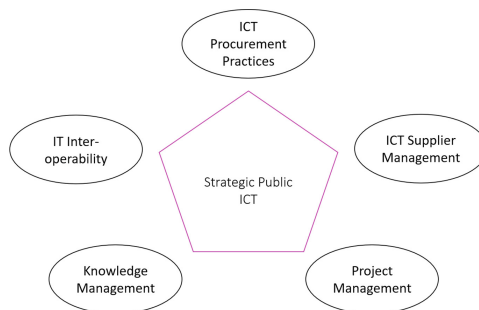 ICT
Procurement
Practices
IT Inter-
operability
ICT Supplier
Management
Strategic Public
ICT
Knowledge
Management
Project
Management